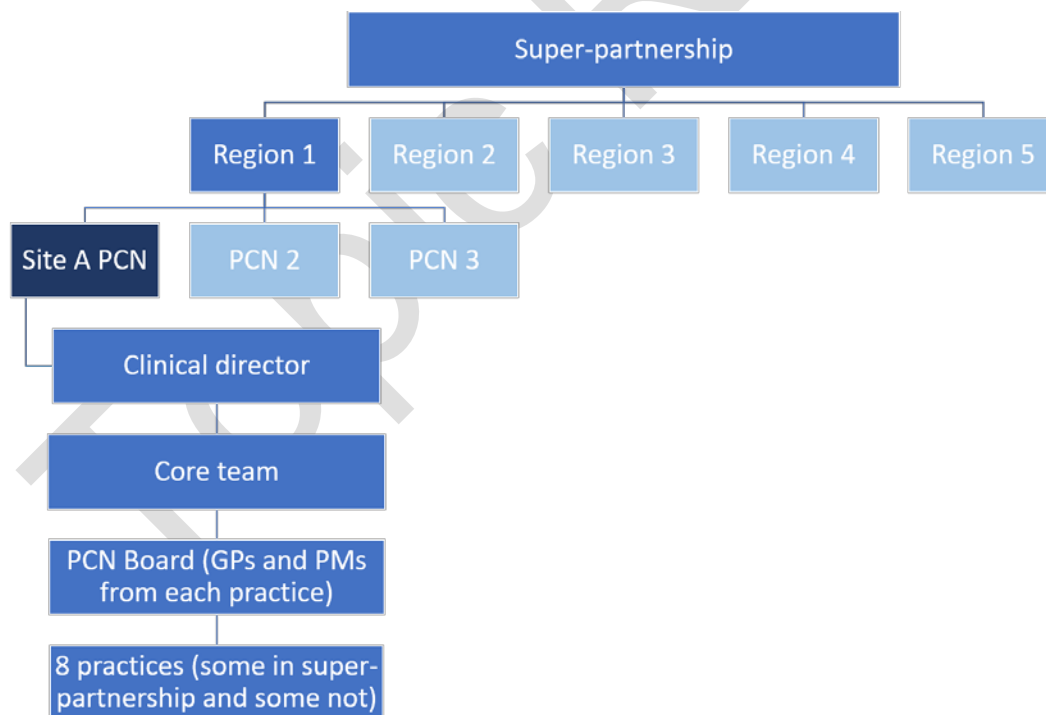 Super-partnership
Region 1
Region 2
Region 3
Region 4
Region 5
Site A PCN
PCN 2
PCN 3
Clinical director
Core team
PCN Board (GPs and PMs
from each practice)
8 practices (some in super-
partnership and some not)